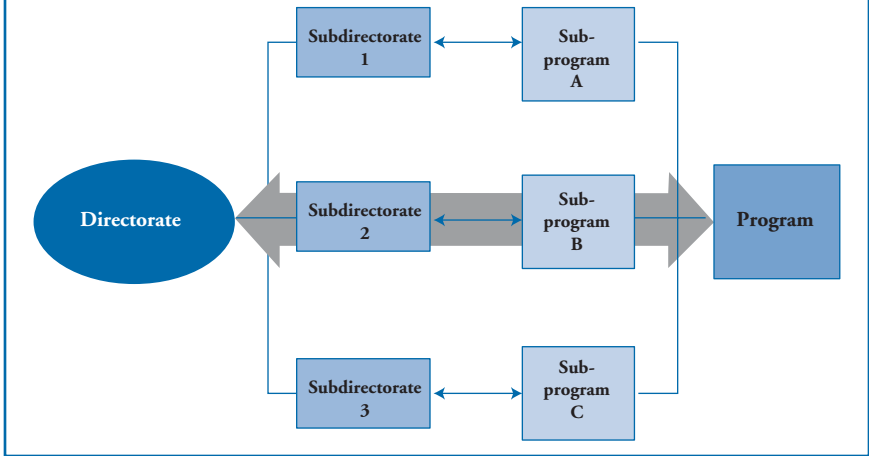 Subdirectorate
1
Sub-
program
A
Directorate
Subdirectorate
2
Sub-
program
B
Program
Subdirectorate
3
Sub-
program
C